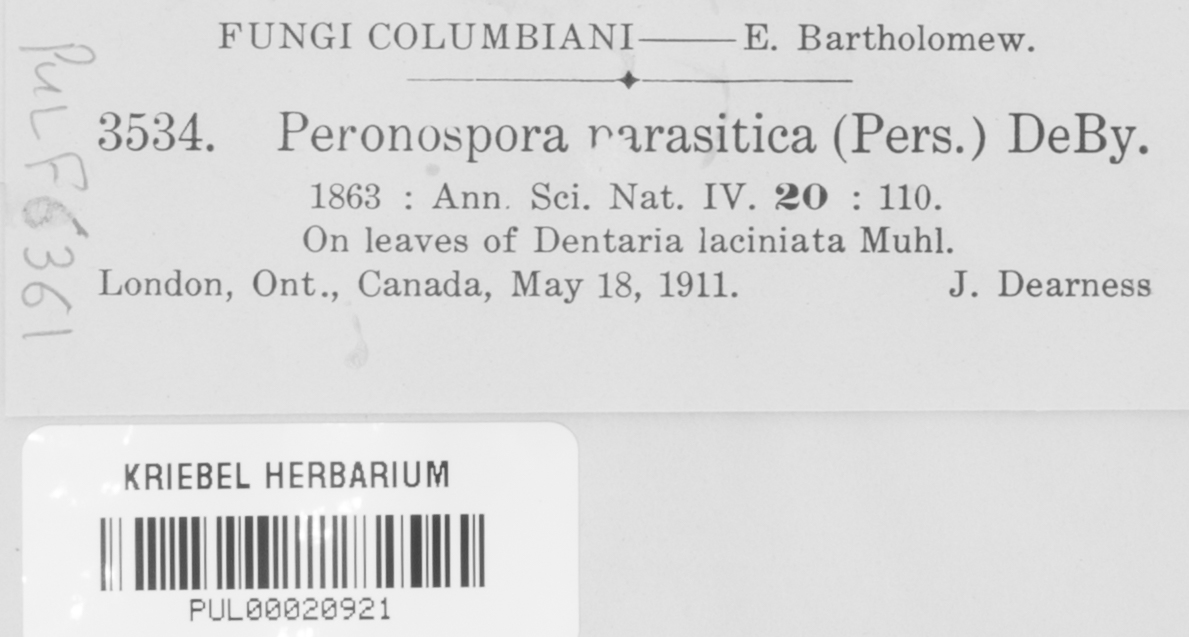 FUNGI COLUMBIANI—— E. Bartholomew.
3534. Peronospora parasitica (Pers.) DeBy.
1863 : Ann. Sci. Nat. IV. 20 : 110.
On leaves of Dentaria laciniata Muhl.
London, Ont., Canada, May 18, 1911. J. Dearness
PUL F6361
KRIEBEL HERBARIUM
PUL00020921